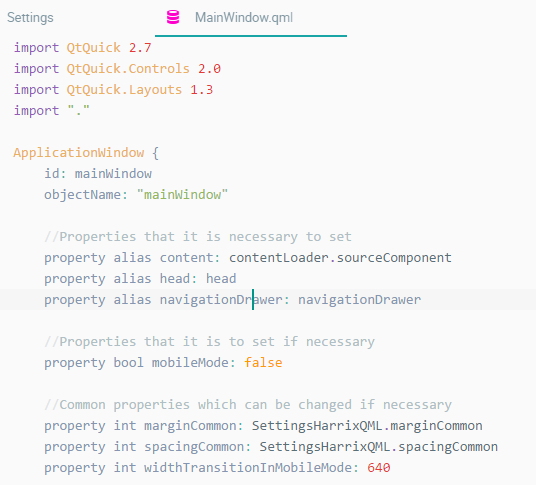 Settings MainWindow.qml
import QtQuick 2.7
import QtQuick.Controls 2.0
import QtQuick.Layouts 1.3
import "."
ApplicationWindow {
id: mainWindow
objectName: "mainWindow"
//Properties that it is necessary to set
property alias content: contentLoader.sourceComponent
property alias head: head
property alias navigationDrawer: navigationDrawer
//Properties that it is to set if necessary
property bool mobileMode: false
//Common properties which can be changed if necessary
property int marginCommon: SettingsHarrixQML.marginCommon
property int spacingCommon: SettingsHarrixQML.spacingCommon
property int widthTransitionInMobileMode: 640